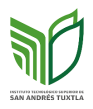 INSTITUTO TECNOLÓGICO SUPERIOR DE
SAN ANDRÉS TUXTLA